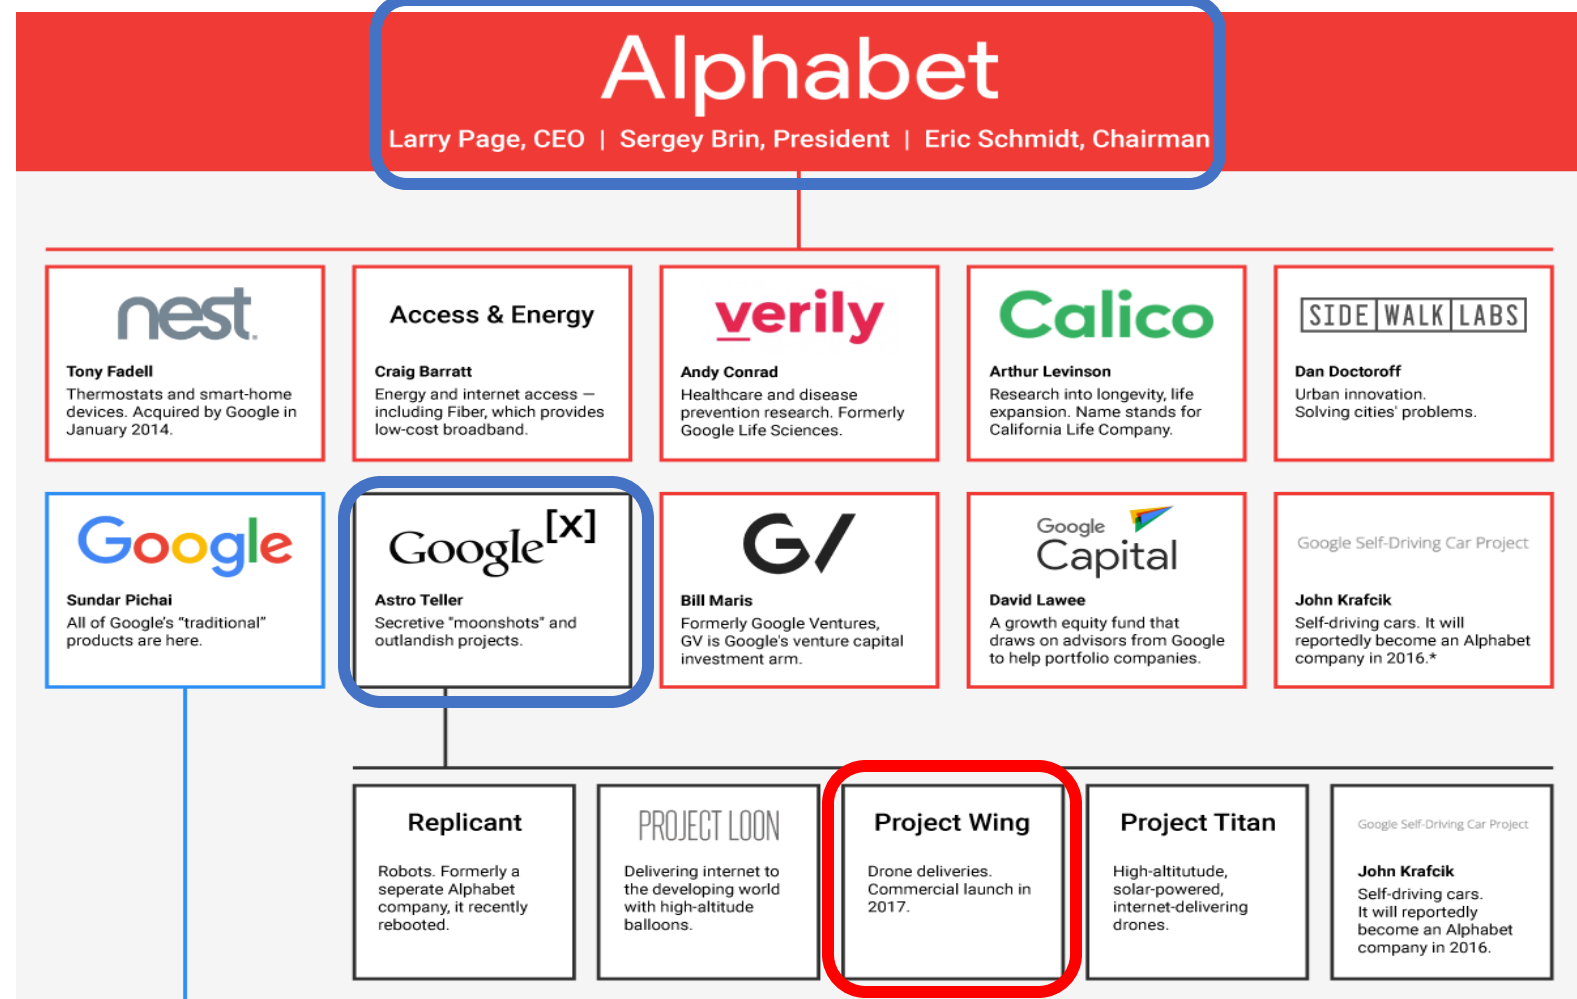 Alphabet
Larry Page, CEO | Sergey Brin, President | Eric Schmidt, Chairman
nest.
Tony Fadell
Thermostats and smart-home
devices. Acquired by Google in
January 2014.
Access & Energy
Craig Barratt
Energy and internet access —
including Fiber, which provides
low-cost broadband.
verily
Andy Conrad
Healthcare and disease
prevention research. Formerly
Google Life Sciences.
Calico
Arthur Levinson
Research into longevity, life
expansion. Name stands for
California Life Company.
SIDE WALK LABS
Dan Doctoroff
Urban innovation.
Solving cities' problems.
Google
Sundar Pichai
All of Google's "traditional"
products are here.
Google[x]
Astro Teller
Secretive "moonshots" and
outlandish projects.
GV
Bill Maris
Formerly Google Ventures,
GV is Google's venture capital
investment arm.
Google
Capital
David Lawee
A growth equity fund that
draws on advisors from Google
to help portfolio companies.
Google Self-Driving Car Project
John Krafcik
Self-driving cars. It will
reportedly become an Alphabet
company in 2016.*
Replicant
Robots. Formerly a
seperate Alphabet
company, it recently
rebooted.
PROJECT LOON
Delivering internet to
the developing world
with high-altitude
balloons.
Project Wing
Drone deliveries.
Commercial launch in
2017.
Project Titan
High-altitutude,
solar-powered,
internet-delivering
drones.
Google Self-Driving Car Project
John Krafcik
Self-driving cars.
It will reportedly
become an Alphabet
company in 2016.